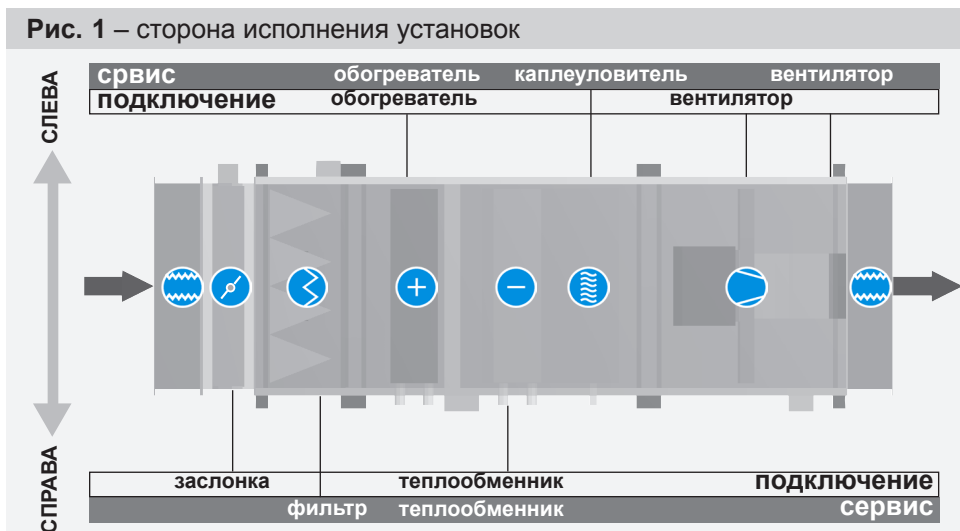 Рис. 1 – сторона исполнения установок
СЛЕВА
срвис обогреватель каплеуловитель вентилятор
подключение обогреватель вентилятор
СПРАВА
заслонка теплообменник подключение
фильтр теплообменник сервис